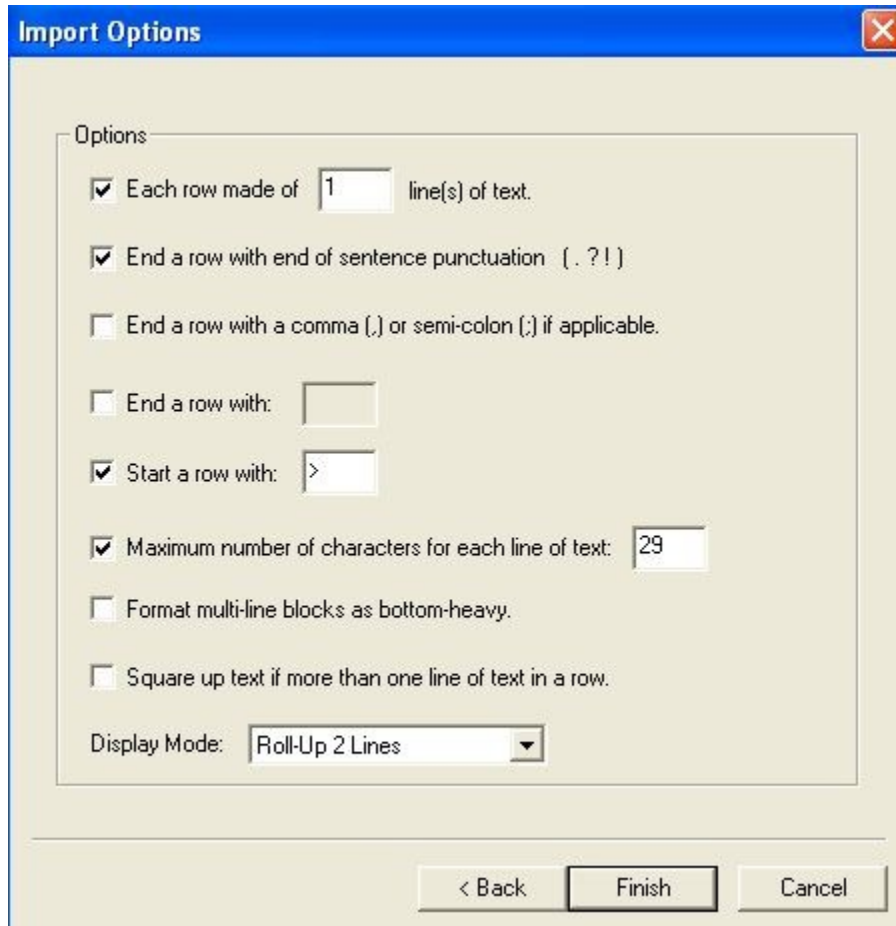 Import Options
Options
Each row made of 1 line(s) of text.
End a row with end of sentence punctuation ( . ? ! )
End a row with a comma (,) or semi-colon (;) if applicable.
End a row with:
Start a row with: >
Maximum number of characters for each line of text: 29
Format multi-line blocks as bottom-heavy.
Square up text if more than one line of text in a row.
Display Mode: Roll-Up 2 Lines
< Back Finish Cancel